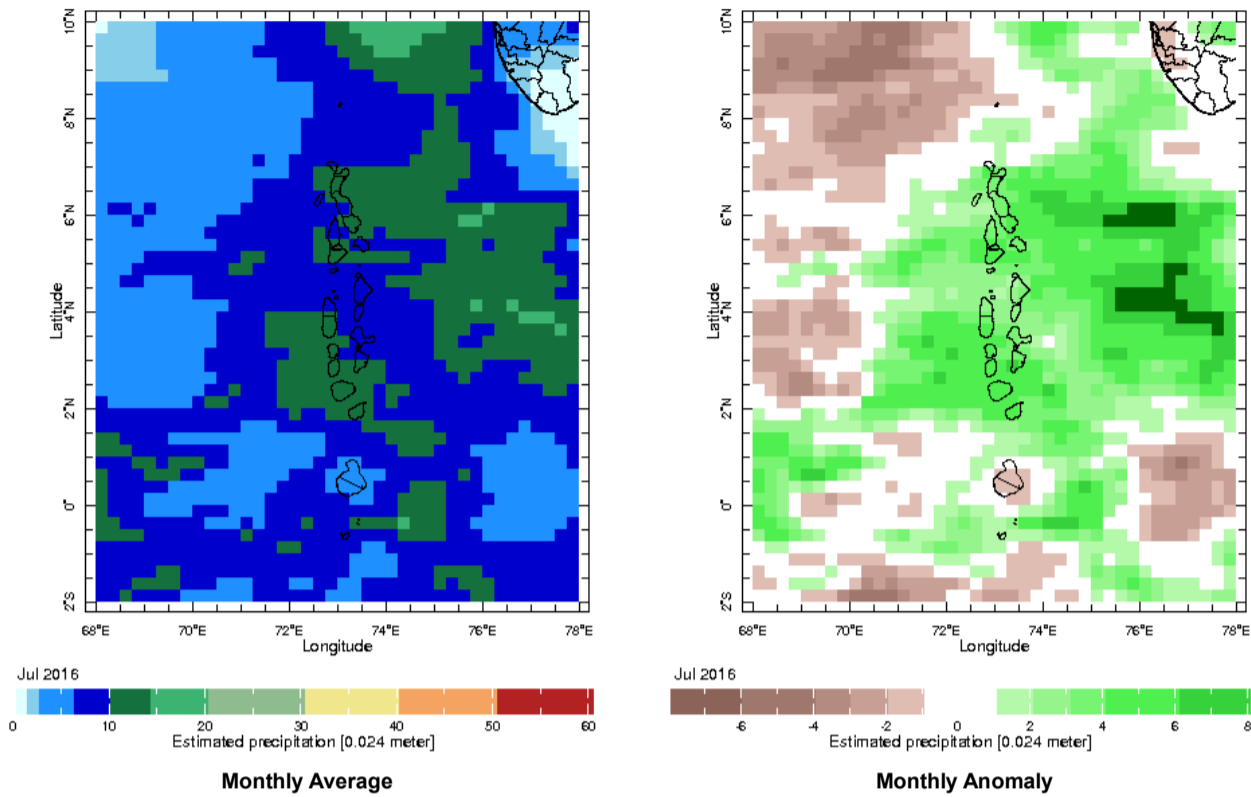 10°N
8°N
6°N
4°N
2°N
0°
2°S
Latitude
68°E 70°E 72°E 74°E 76°E 78°E
Longitude
Jul 2016
0 10 20 30 40 50 60
Estimated precipitation [0.024 meter]
Monthly Average
10°N
8°N
6°N
4°N
2°N
0°
2°S
Latitude
68°E 70°E 72°E 74°E 76°E 78°E
Longitude
Jul 2016
-6 -4 -2 0 2 4 6 8
Estimated precipitation [0.024 meter]
Monthly Anomaly